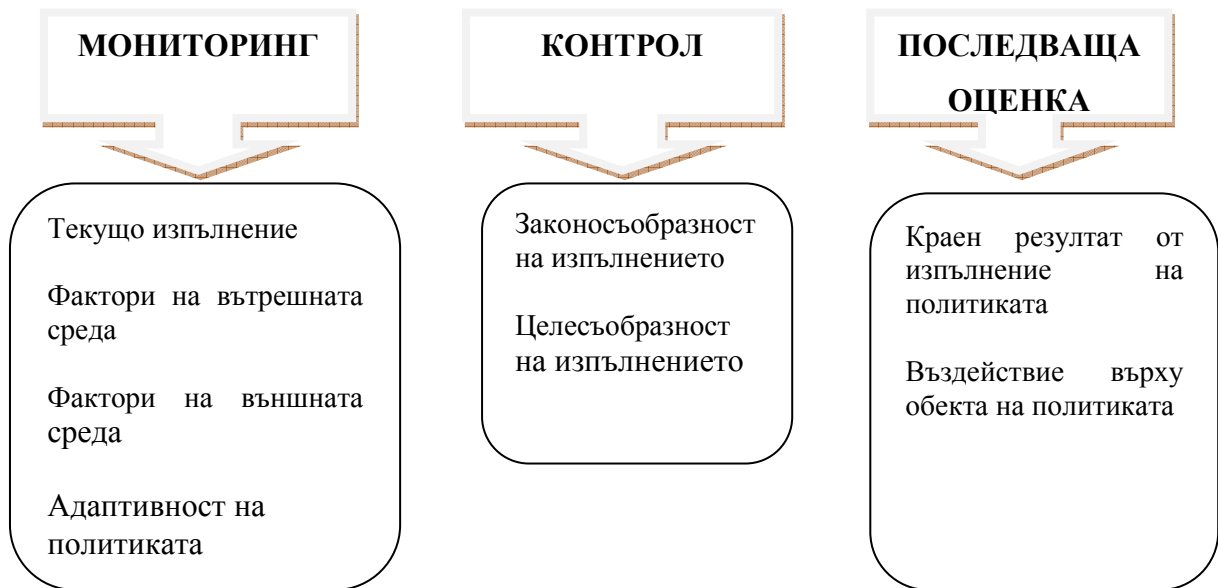 МОНИТОРИНГ
Текущо изпълнение
Фактори на вътрешната
среда
Фактори на външната
среда
Адаптивност на
политиката
КОНТРОЛ
Законосъобразност
на изпълнението
Целесъобразност
на изпълнението
ПОСЛЕДВАЩА
ОЦЕНКА
Краен резултат от
изпълнение на
политиката
Въздействие върху
обекта на политиката